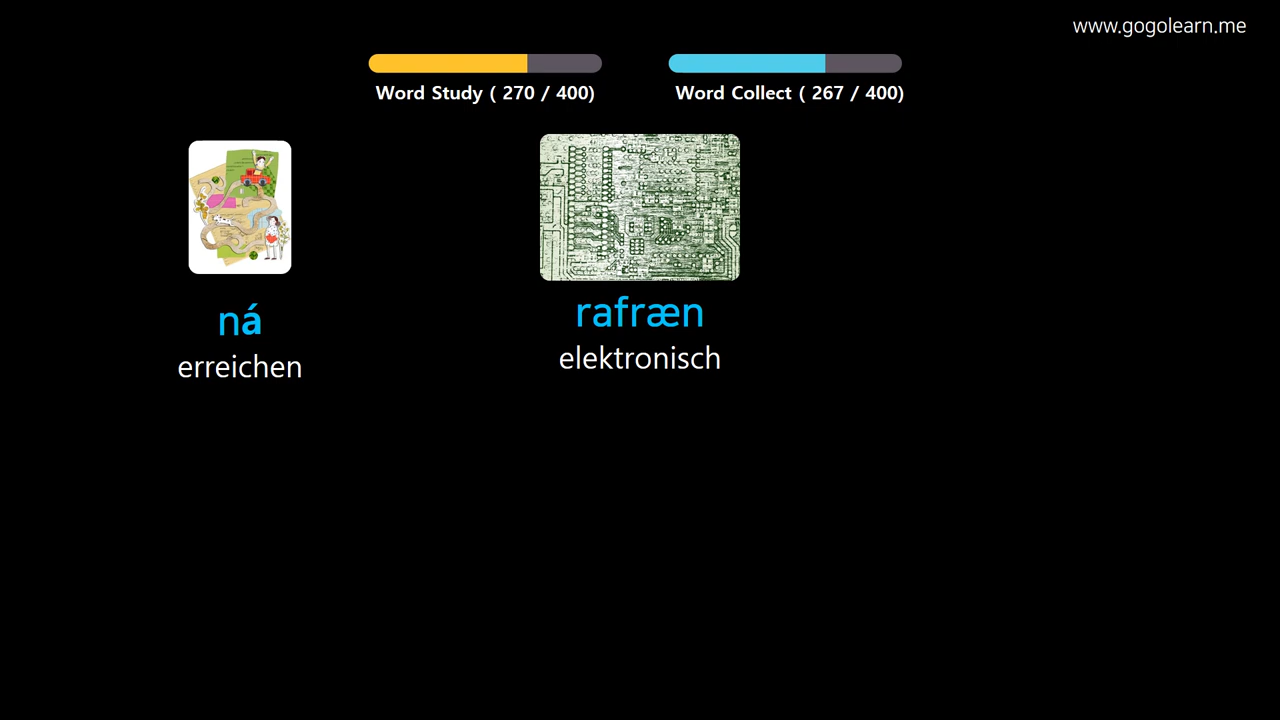 www.gogolearn.me
Word Study ( 270 / 400)
Word Collect ( 267 / 400)
ná
erreichen
rafræn
elektronisch